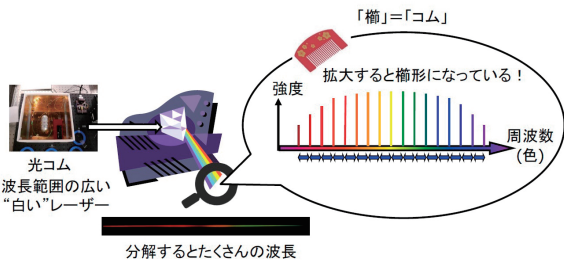 「櫛」＝「コム」
拡大すると櫛形になっている！
強度
周波数
(色)
光コム
波長範囲の広い
“白い”レーザー
分解するとたくさんの波長